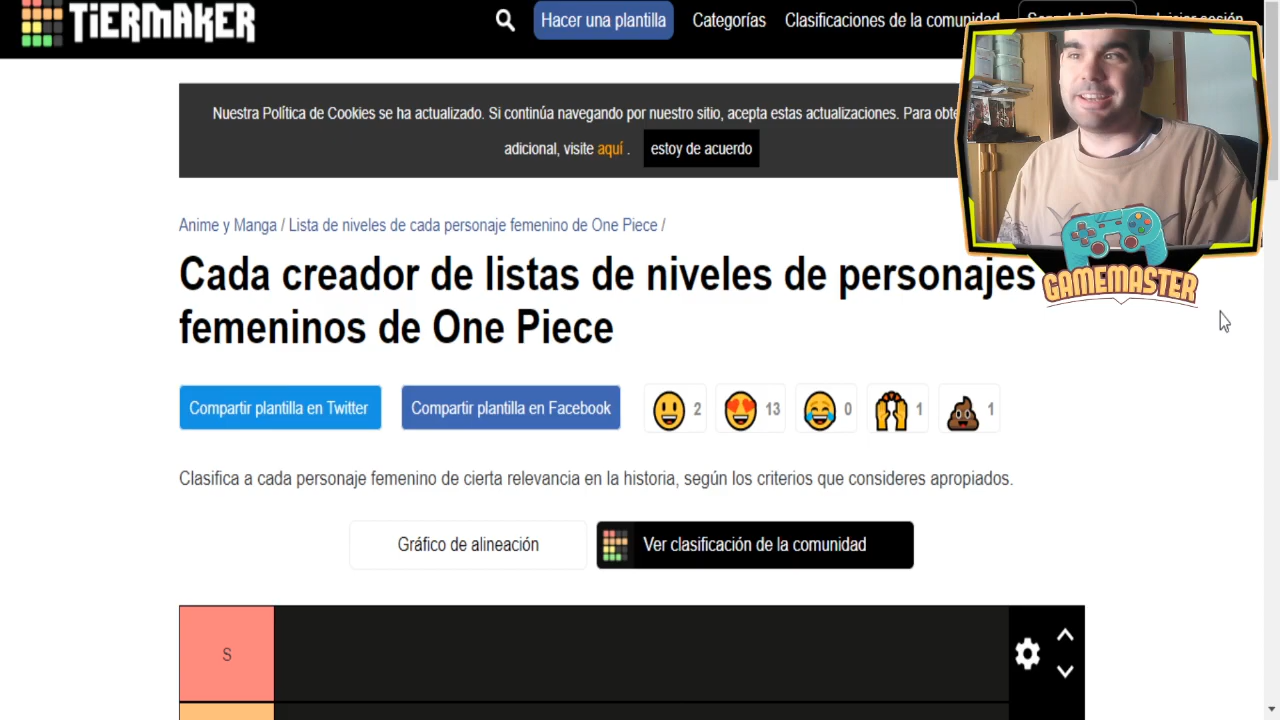 TiERMAKER
Hacer una plantilla
Categorías
Clasificaciones de la comunidad
Nuestra Política de Cookies se ha actualizado. Si continúa navegando por nuestro sitio, acepta estas actualizaciones. Para
adicional, visite aquí .
estoy de acuerdo
Anime y Manga / Lista de niveles de cada personaje femenino de One Piece /
Cada creador de listas de niveles de personajes
femeninos de One Piece
GAMEMASTER
Compartir plantilla en Twitter
Compartir plantilla en Facebook
2
13
0
1
1
Clasifica a cada personaje femenino de cierta relevancia en la historia, según los criterios que consideres apropiados.
Gráfico de alineación
Ver clasificación de la comunidad
S